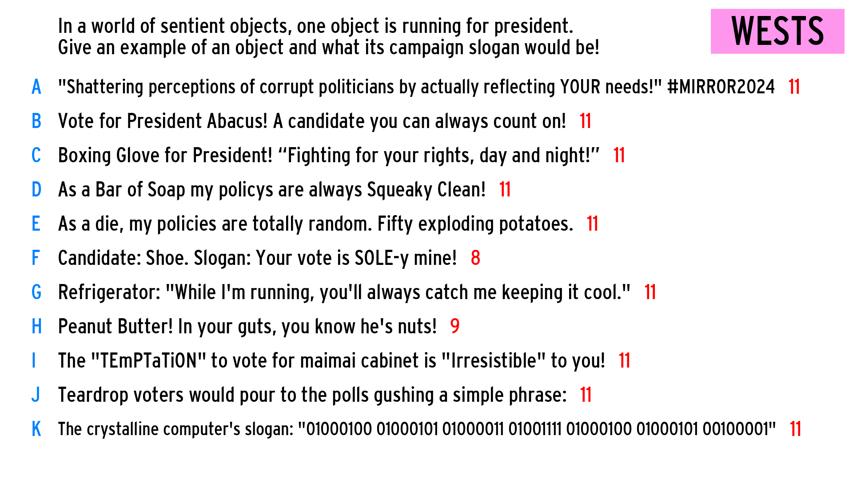 In a world of sentient objects, one object is running for president.
Give an example of an object and what its campaign slogan would be!
WESTS
A "Shattering perceptions of corrupt politicians by actually reflecting YOUR needs!" #MIRROR2024 11
B Vote for President Abacus! A candidate you can always count on! 11
C Boxing Glove for President! “Fighting for your rights, day and night!” 11
D As a Bar of Soap my policys are always Squeaky Clean! 11
E As a die, my policies are totally random. Fifty exploding potatoes. 11
F Candidate: Shoe. Slogan: Your vote is SOLE-y mine! 8
G Refrigerator: "While I'm running, you'll always catch me keeping it cool." 11
H Peanut Butter! In your guts, you know he's nuts! 9
I The "TEmPTaTiON" to vote for maimai cabinet is "Irresistible" to you! 11
J Teardrop voters would pour to the polls gushing a simple phrase: 11
K The crystalline computer's slogan: "01000100 01000101 01000011 01001111 01000100 01000101 00100001" 11